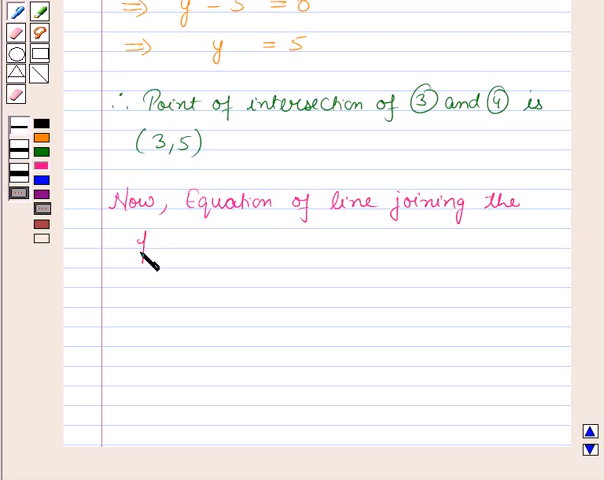 ⇒ y - 5 = 0
⇒ y = 5
∴ Point of intersection of ③ and ④ is
(3,5)
Now, Equation of line joining the